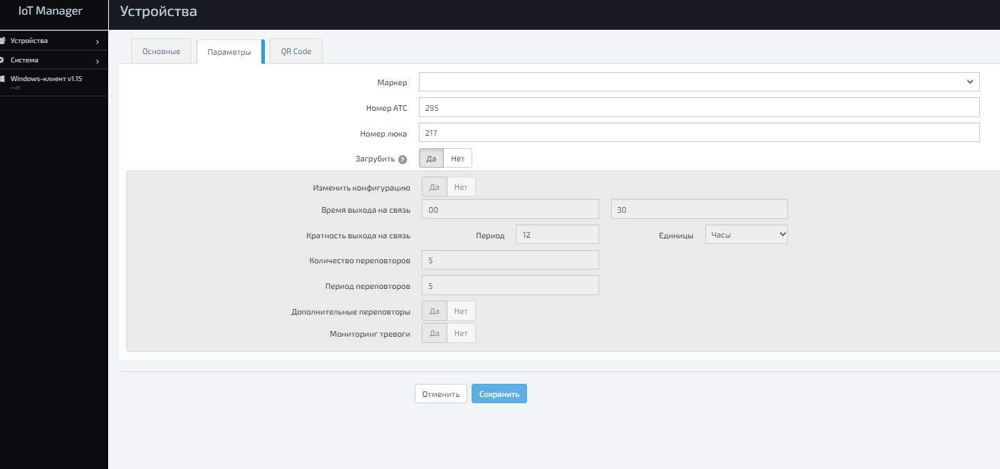 IoT Manager
Устройства
Устройства
Система
Windows-клиент v1.15
md5:
Основные
Параметры
QR Code
Маркер
Номер АТС 295
Номер люка 217
Загрубить ? Да Нет
Изменить конфигурацию Да Нет
Время выхода на связь 00 30
Кратность выхода на связь Период 12 Единицы Часы
Количество переповторов 5
Период переповторов 5
Дополнительные переповторы Да Нет
Мониторинг тревоги Да Нет
Отменить Сохранить